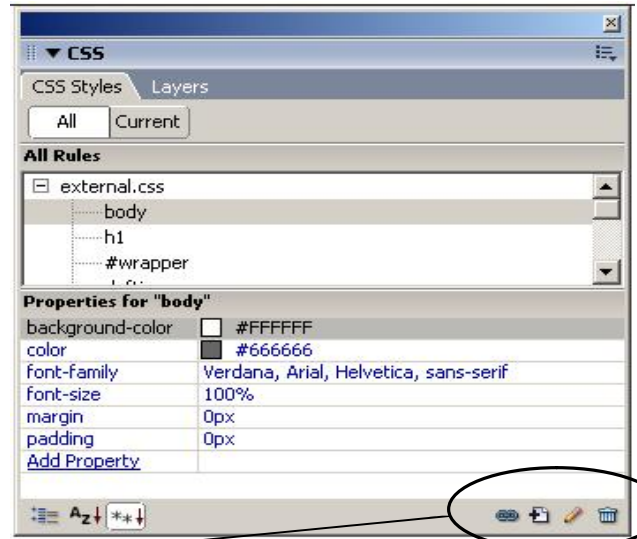 CSS
CSS Styles Layers
All Current
All Rules
external.css
body
h1
#wrapper
Properties for "body"
background-color #FFFFFF
color #666666
font-family Verdana, Arial, Helvetica, sans-serif
font-size 100%
margin 0px
padding 0px
Add Property
Az↓ **↓